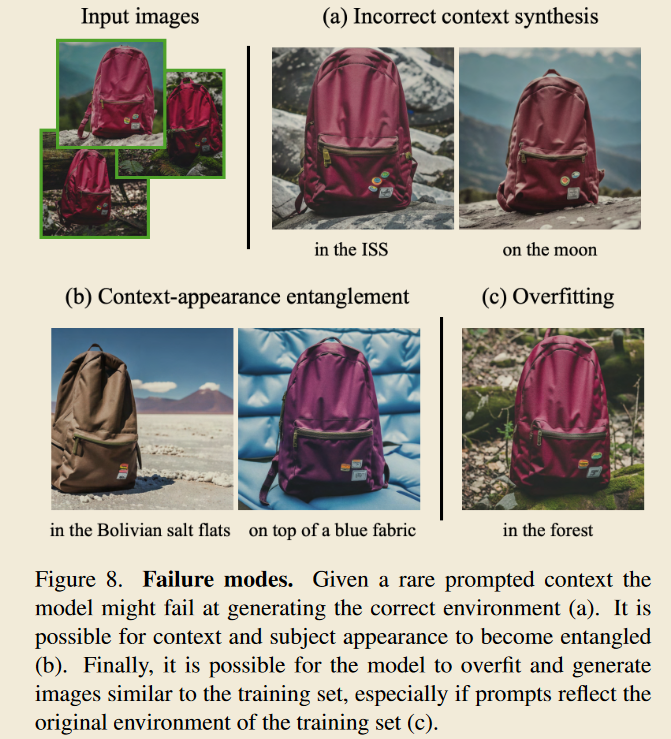 Input images
(a) Incorrect context synthesis
in the ISS
on the moon
(b) Context-appearance entanglement
(c) Overfitting
in the Bolivian salt flats
on top of a blue fabric
in the forest
Figure 8. Failure modes. Given a rare prompted context the
model might fail at generating the correct environment (a). It is
possible for context and subject appearance to become entangled
(b). Finally, it is possible for the model to overfit and generate
images similar to the training set, especially if prompts reflect the
original environment of the training set (c).